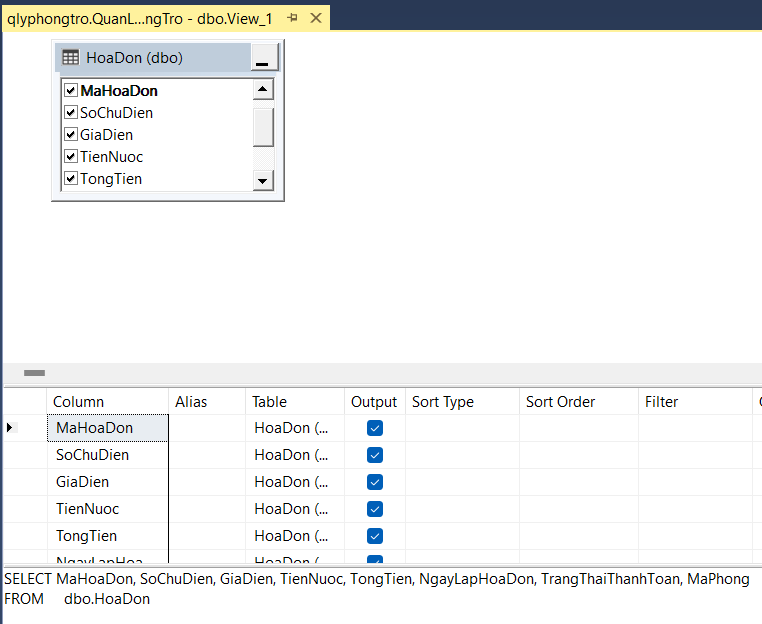 qlyphongtro.QuanL...ngTro - dbo.View_1
HoaDon (dbo)
MaHoaDon
SoChuDien
GiaDien
TienNuoc
TongTien
Column Alias Table Output Sort Type Sort Order Filter
MaHoaDon HoaDon (...
SoChuDien HoaDon (...
GiaDien HoaDon (...
TienNuoc HoaDon (...
TongTien HoaDon (...
NgayLapHoa... HoaDon (...
SELECT MaHoaDon, SoChuDien, GiaDien, TienNuoc, TongTien, NgayLapHoaDon, TrangThaiThanhToan, MaPhong
FROM dbo.HoaDon